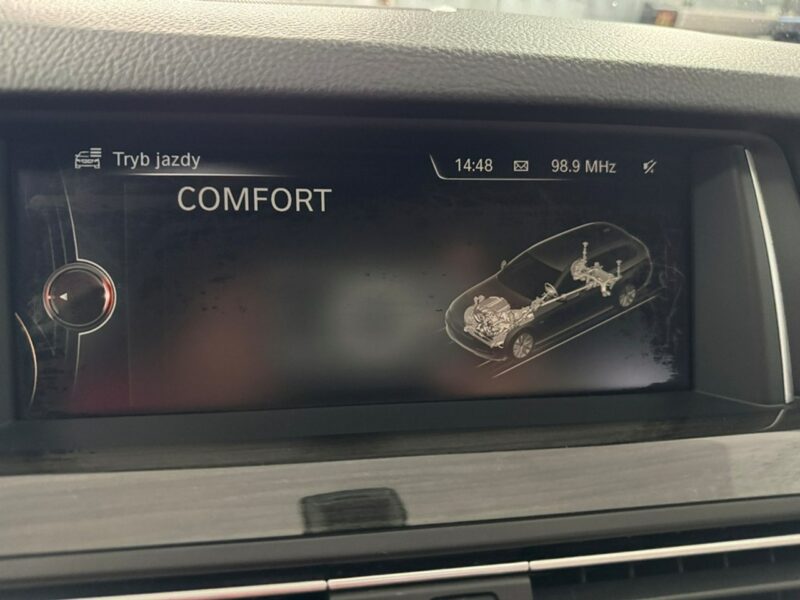 Tryb jazdy
14:48
98.9 MHz
COMFORT